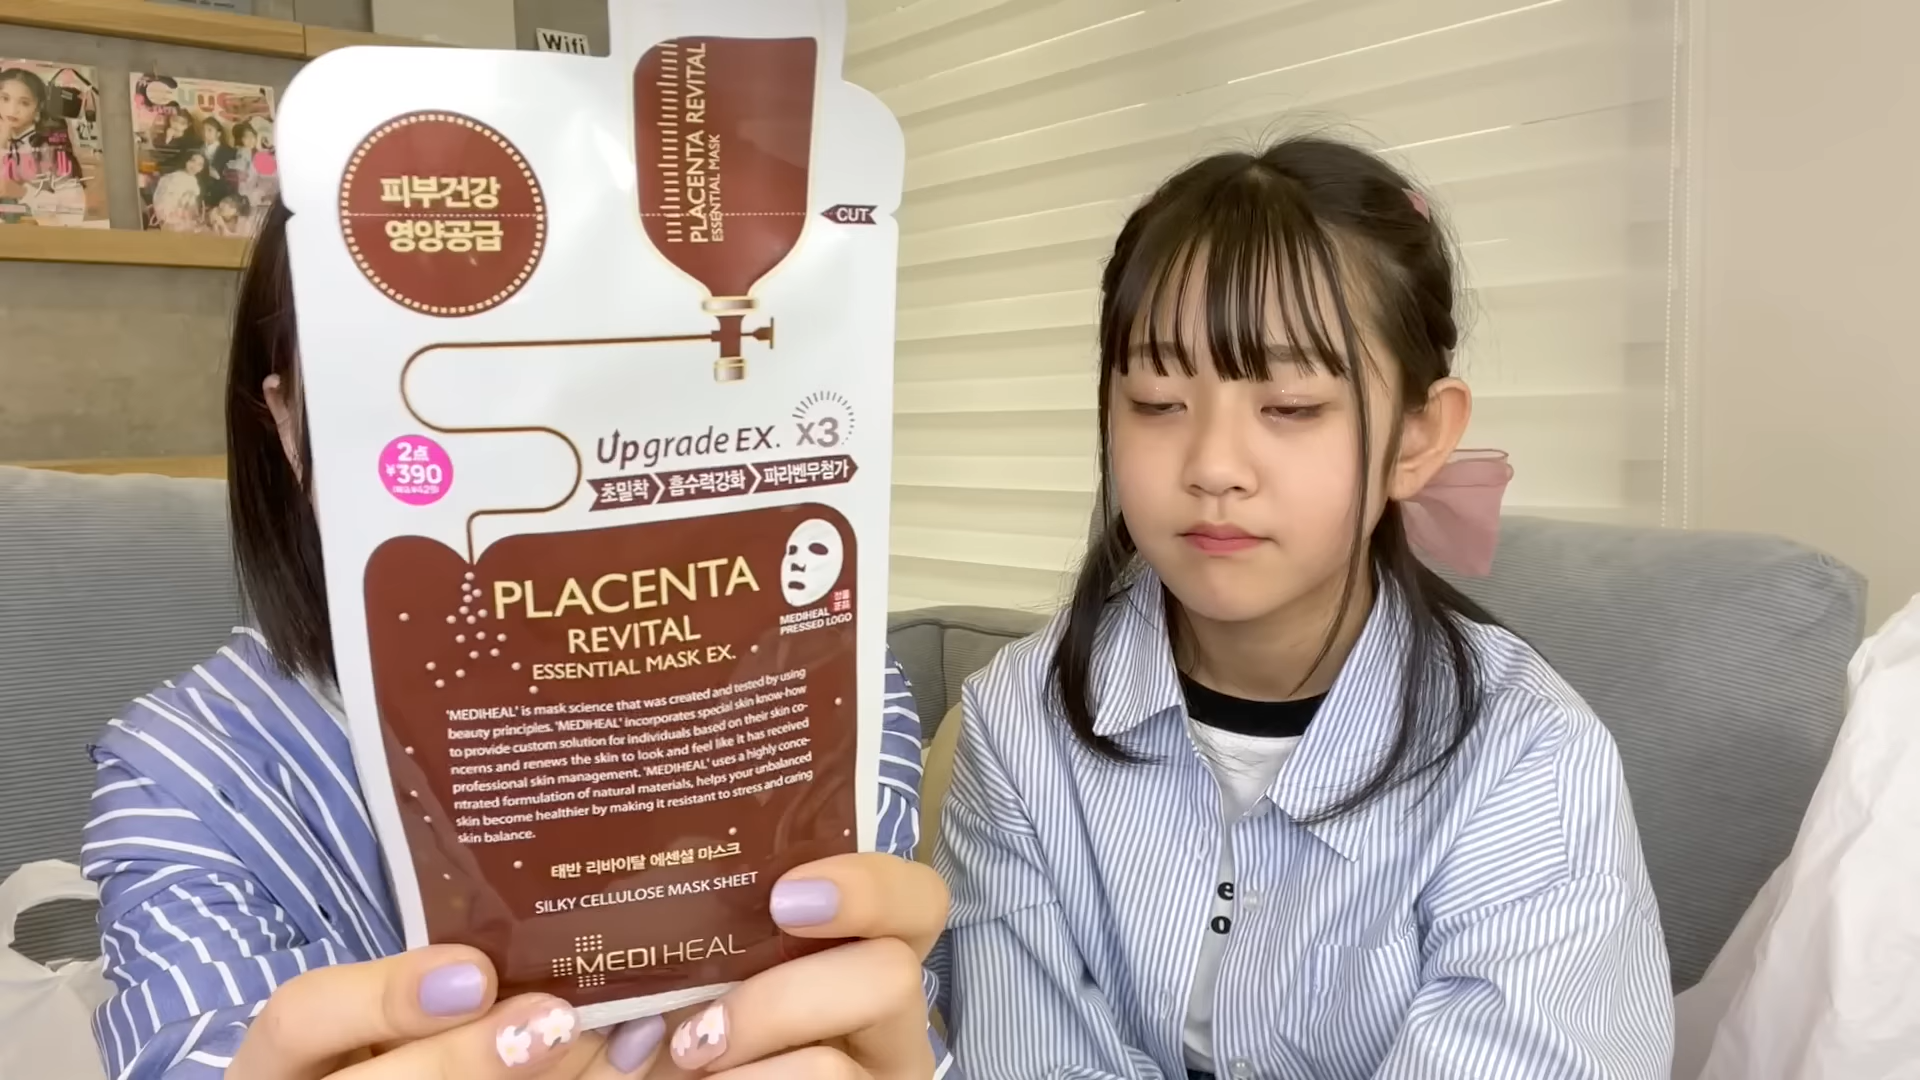 Wifi
Cune
피부건강
영양공급
PLACENTA REVITAL
ESSENTIAL MASK
CUT
2点
¥390
Upgrade EX. X3
초밀착 흡수력강화 파라벤무첨가
MEDIHEAL
PRESSED LOGO
PLACENTA
REVITAL
ESSENTIAL MASK EX.
'MEDIHEAL' is mask science that was created and tested by using
beauty principles. 'MEDIHEAL' incorporates special skin know-how
to provide custom solution for individuals based on their skin co-
ncerns and renews the skin to look and feel like it has received
professional skin management. 'MEDIHEAL' uses a highly conce-
ntrated formulation of natural materials, helps your unbalanced
skin become healthier by making it resistant to stress and caring
skin balance.
태반 리바이탈 에센셜 마스크
SILKY CELLULOSE MASK SHEET
MEDIHEAL
e
o